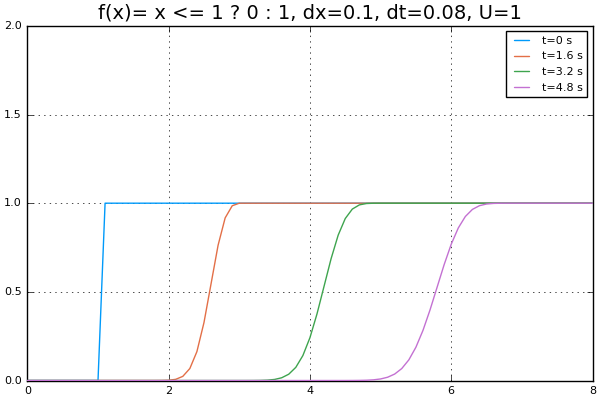 f(x)= x <= 1 ? 0 : 1, dx=0.1, dt=0.08, U=1
2.0
1.5
1.0
0.5
0.0
0 2 4 6 8
t=0 s
t=1.6 s
t=3.2 s
t=4.8 s